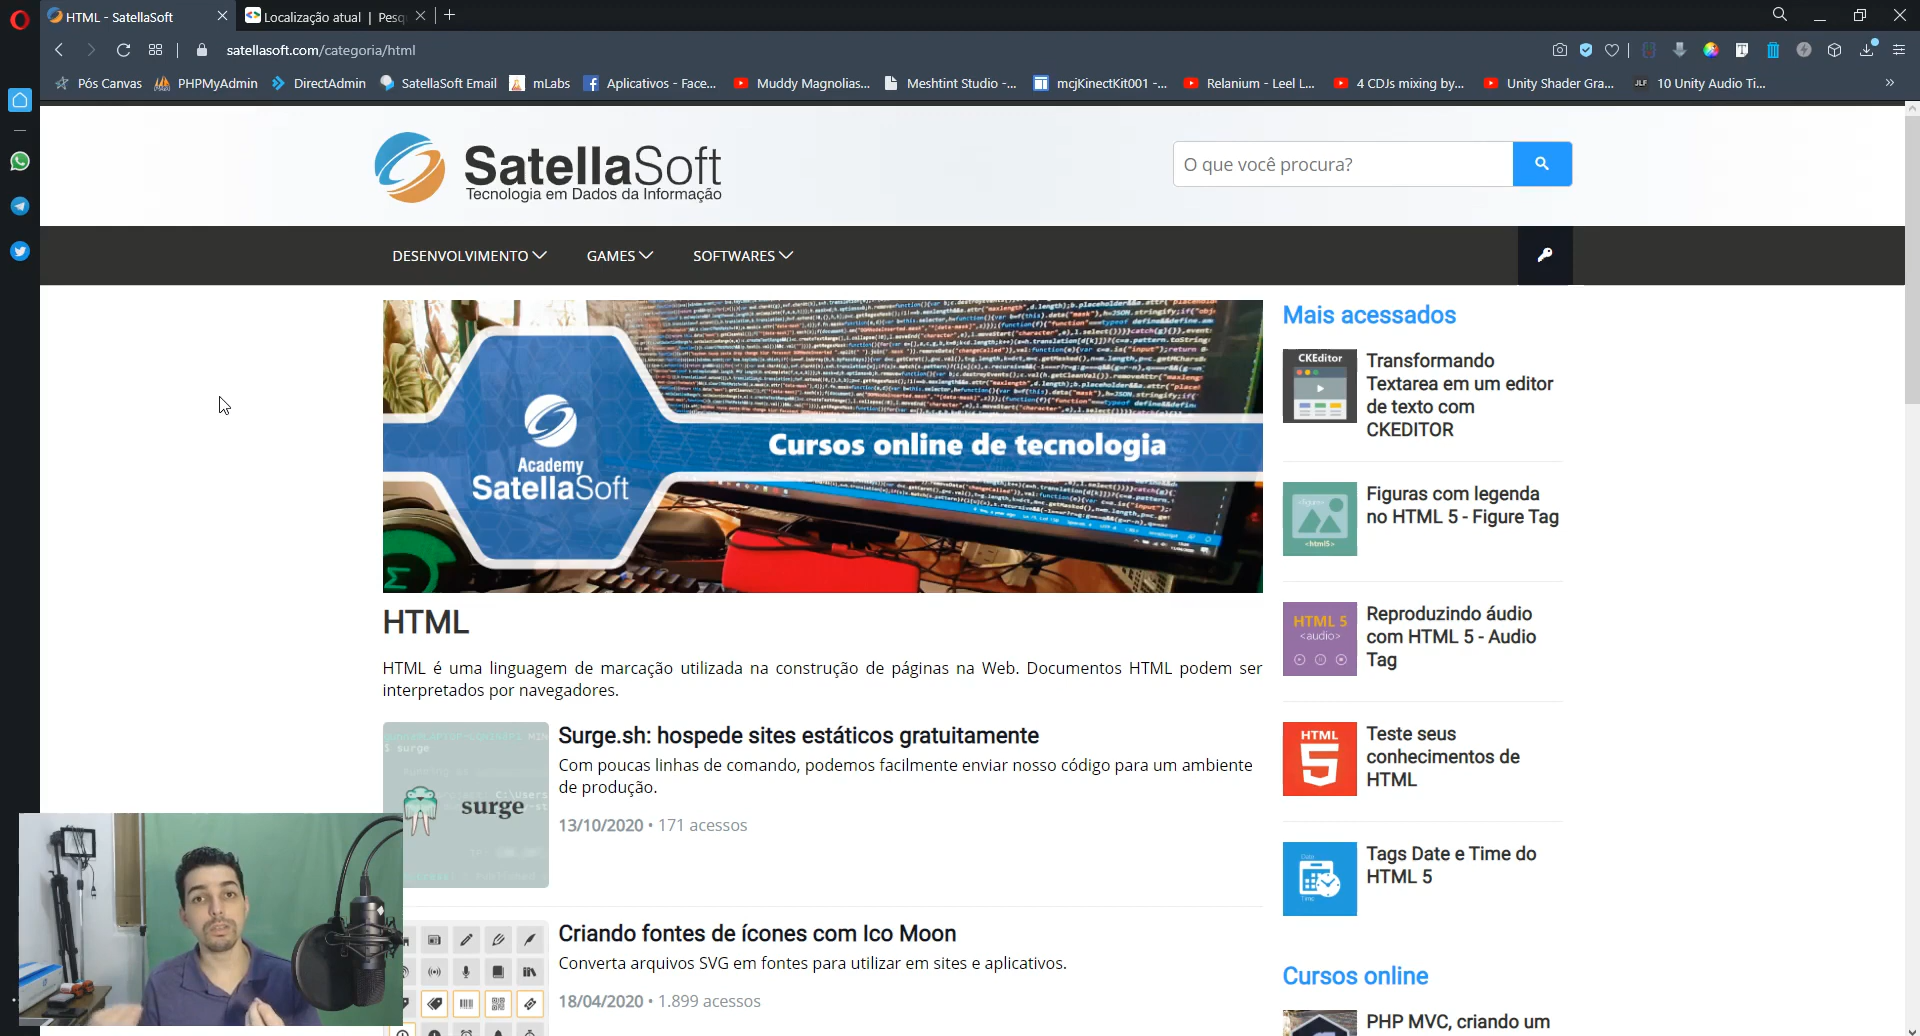 HTML - SatellaSoft
Localização atual | Pesq
satellasoft.com/categoria/html
Pós Canvas
PHPMyAdmin
DirectAdmin
SatellaSoft Email
mLabs
Aplicativos - Face...
Muddy Magnolias...
Meshtint Studio -...
mcjKinectKit001 -...
Relanium - Leel L...
4 CDJs mixing by...
Unity Shader Gra...
JLF 10 Unity Audio Ti...
SatellaSoft
Tecnologia em Dados da Informação
O que você procura?
DESENVOLVIMENTO
GAMES
SOFTWARES
Academy
SatellaSoft
Cursos online de tecnologia
HTML
HTML é uma linguagem de marcação utilizada na construção de páginas na Web. Documentos HTML podem ser
interpretados por navegadores.
$ surge
surge
Surge.sh: hospede sites estáticos gratuitamente
Com poucas linhas de comando, podemos facilmente enviar nosso código para um ambiente
de produção.
13/10/2020 • 171 acessos
Criando fontes de ícones com Ico Moon
Converta arquivos SVG em fontes para utilizar em sites e aplicativos.
18/04/2020 • 1.899 acessos
Mais acessados
CKEditor
Transformando
Textarea em um editor
de texto com
CKEDITOR
<figure>
<html5>
Figuras com legenda
no HTML 5 - Figure Tag
HTML 5
<audio>
Reproduzindo áudio
com HTML 5 - Audio
Tag
HTML
5
Teste seus
conhecimentos de
HTML
Date
Time
Tags Date e Time do
HTML 5
Cursos online
PHP MVC, criando um